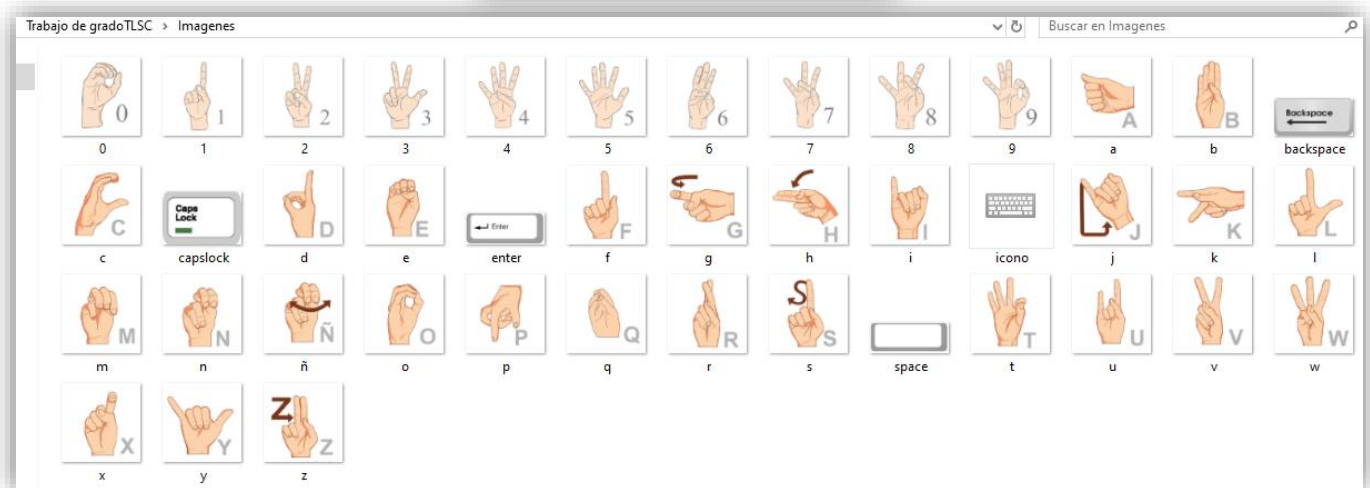 Trabajo de gradoTLSC > Imagenes
Buscar en Imagenes
0 1 2 3 4 5 6 7 8 9 A B Backspace
0 1 2 3 4 5 6 7 8 9 a b backspace
C Caps Lock D E Enter F G H I J K L
c capslock d e enter f g h i icono j k l
M N Ñ O P Q R S S T U V W
m n ñ o p q r s space t u v w
X Y Z Z
x y z